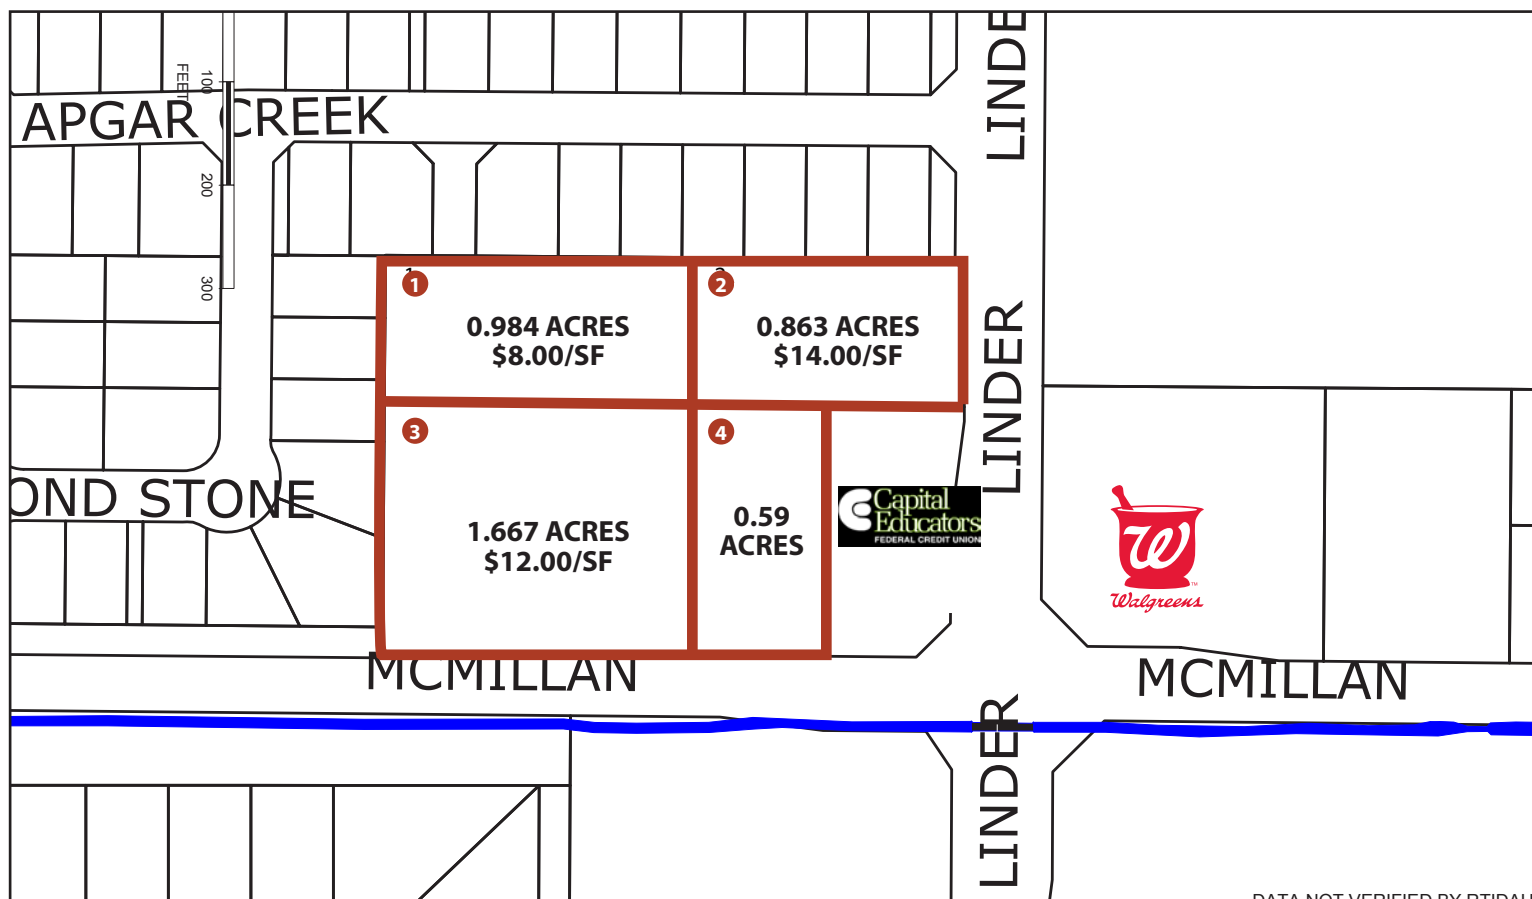 LINDE
100
FEET
APGAR CREEK
200
300
1
0.984 ACRES
$8.00/SF
2
0.863 ACRES
$14.00/SF
LINDER
3
1.667 ACRES
$12.00/SF
4
0.59
ACRES
Capital
Educators
FEDERAL CREDIT UNION
OND STONE
W
Walgreens
TM
MCMILLAN
MCMILLAN
LINDER